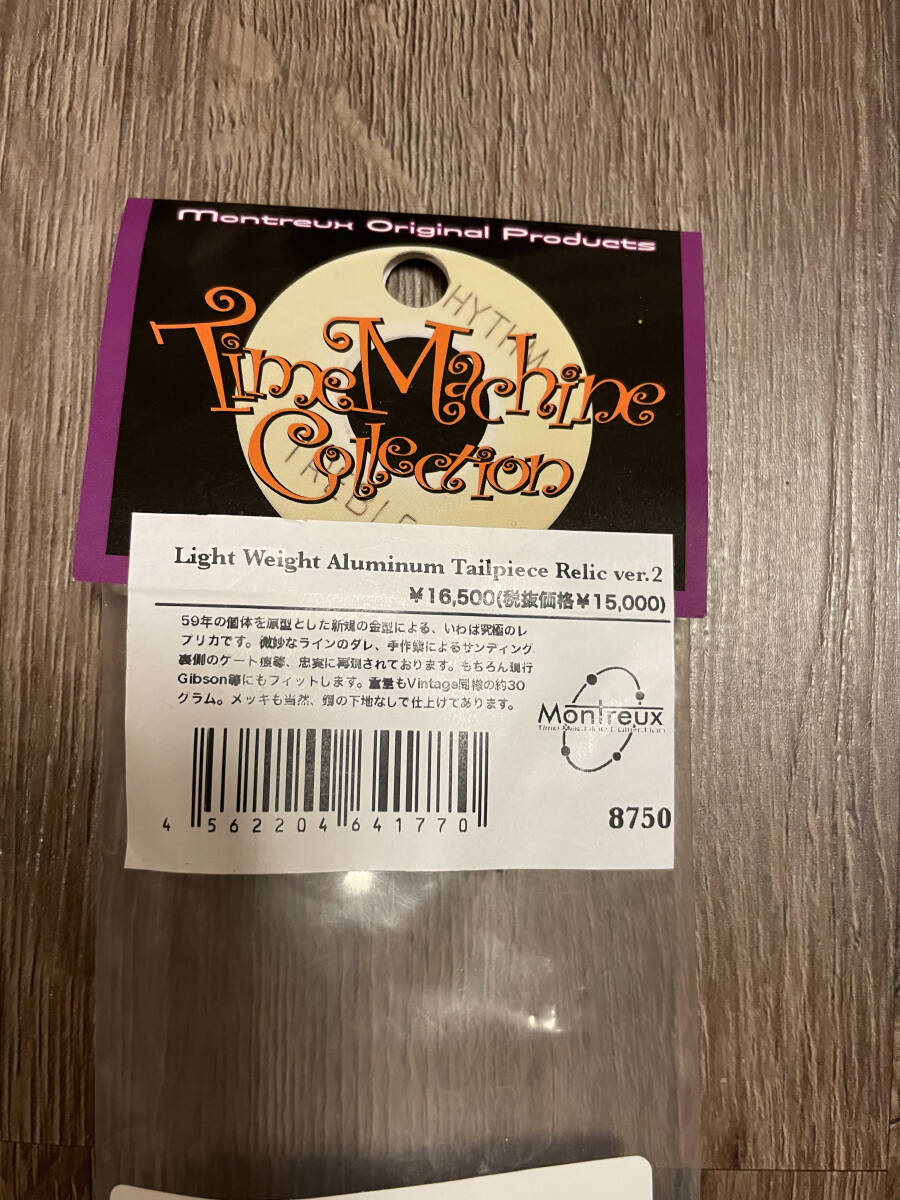 Montreux Original Products
RHYTHM
Time Machine
Collection
TREBLE
Light Weight Aluminum Tailpiece Relic ver.2
¥16,500(税抜価格¥15,000)
59年の個体を原型とした新規の金型による、いわば究極のレ
プリカです。微妙なラインのダレ、手作業によるサンディング
裏側のゲート痕等、忠実に再現されております。もちろん現行
Gibson等にもフィットします。重量もVintage同様の約30
グラム。メッキも当然、銅の下地なしで仕上げてあります。
Montreux
Time Machine Collection
4 562204 641770
8750